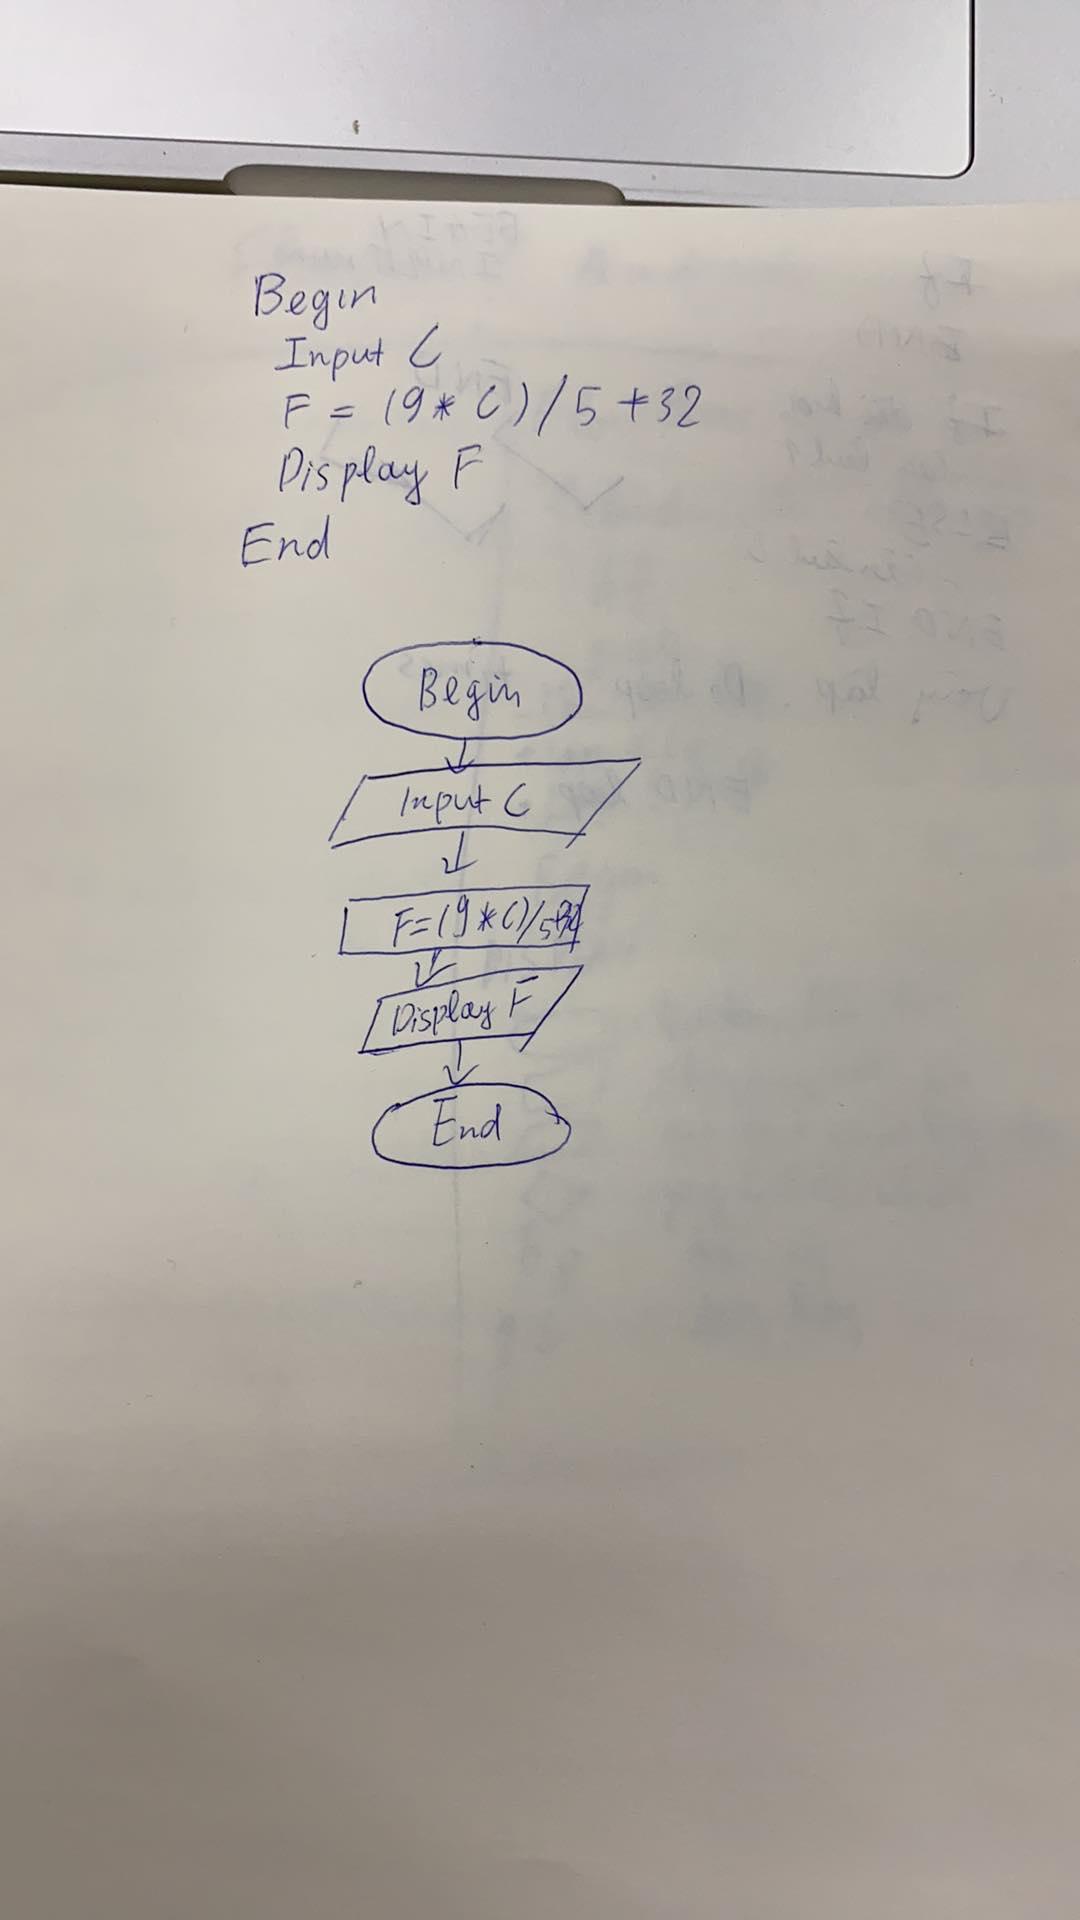 Begin
Input C
F = (9 * C) / 5 + 32
Display F
End
Begin
Input C
F = (9 * C) / 5+32
Display F
End